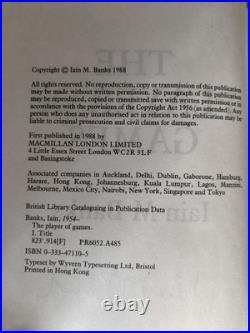 Copyright © Iain M. Banks 1988
All rights reserved. No reproduction, copy or transmission of this publication
may be made without written permission. No paragraph of this publication may
be reproduced, copied or transmitted save with written permission or in
accordance with the provisions of the Copyright Act 1956 (as amended). Any
person who does any unauthorised act in relation to this publication may be
liable to criminal prosecution and civil claims for damages.
First published in 1988 by
MACMILLAN LONDON LIMITED
4 Little Essex Street London WC2R 3LF
and Basingstoke
Associated companies in Auckland, Delhi, Dublin, Gaborone, Hamburg,
Harare, Hong Kong, Johannesburg, Kuala Lumpur, Lagos, Manzini,
Melbourne, Mexico City, Nairobi, New York, Singapore and Tokyo
British Library Cataloguing in Publication Data
Banks, Iain, 1954–
The player of games.
I. Title
823'.914[F] PR6052.A485
ISBN 0-333-47110-5
Typeset by Wyvern Typesetting Ltd, Bristol
Printed in Hong Kong